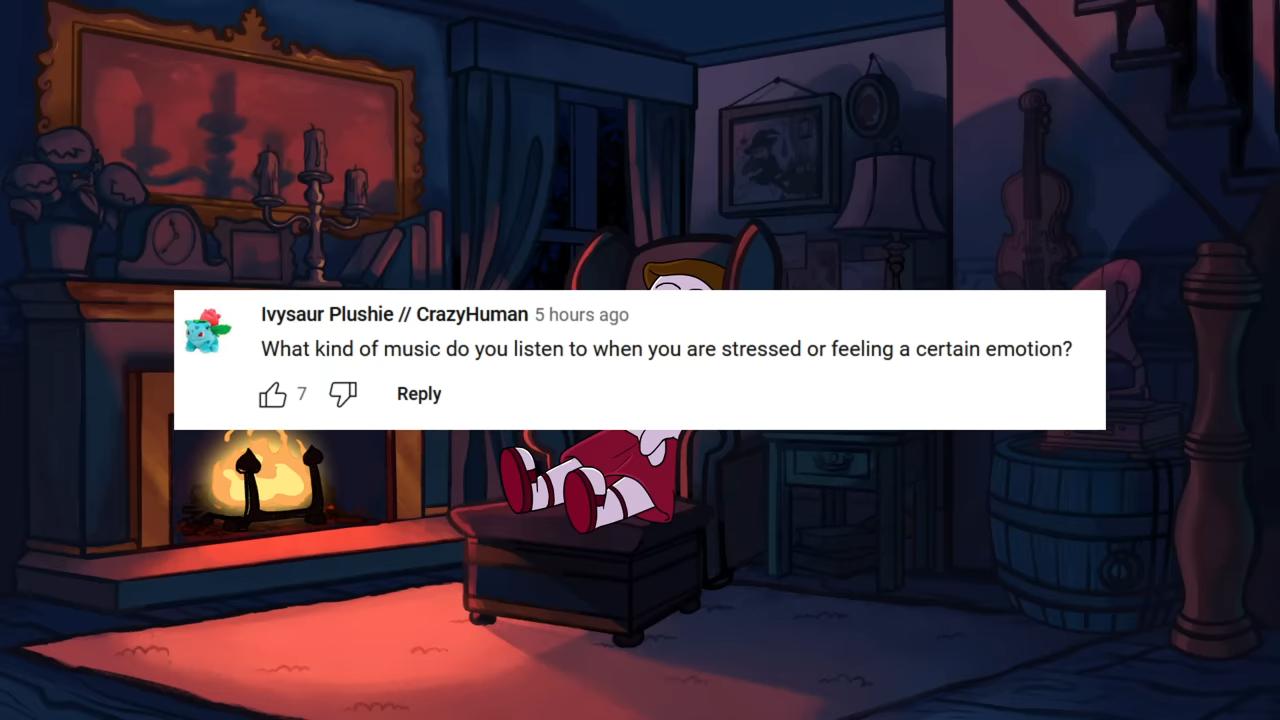 Ivysaur Plushie // CrazyHuman 5 hours ago
What kind of music do you listen to when you are stressed or feeling a certain emotion?
7 Reply